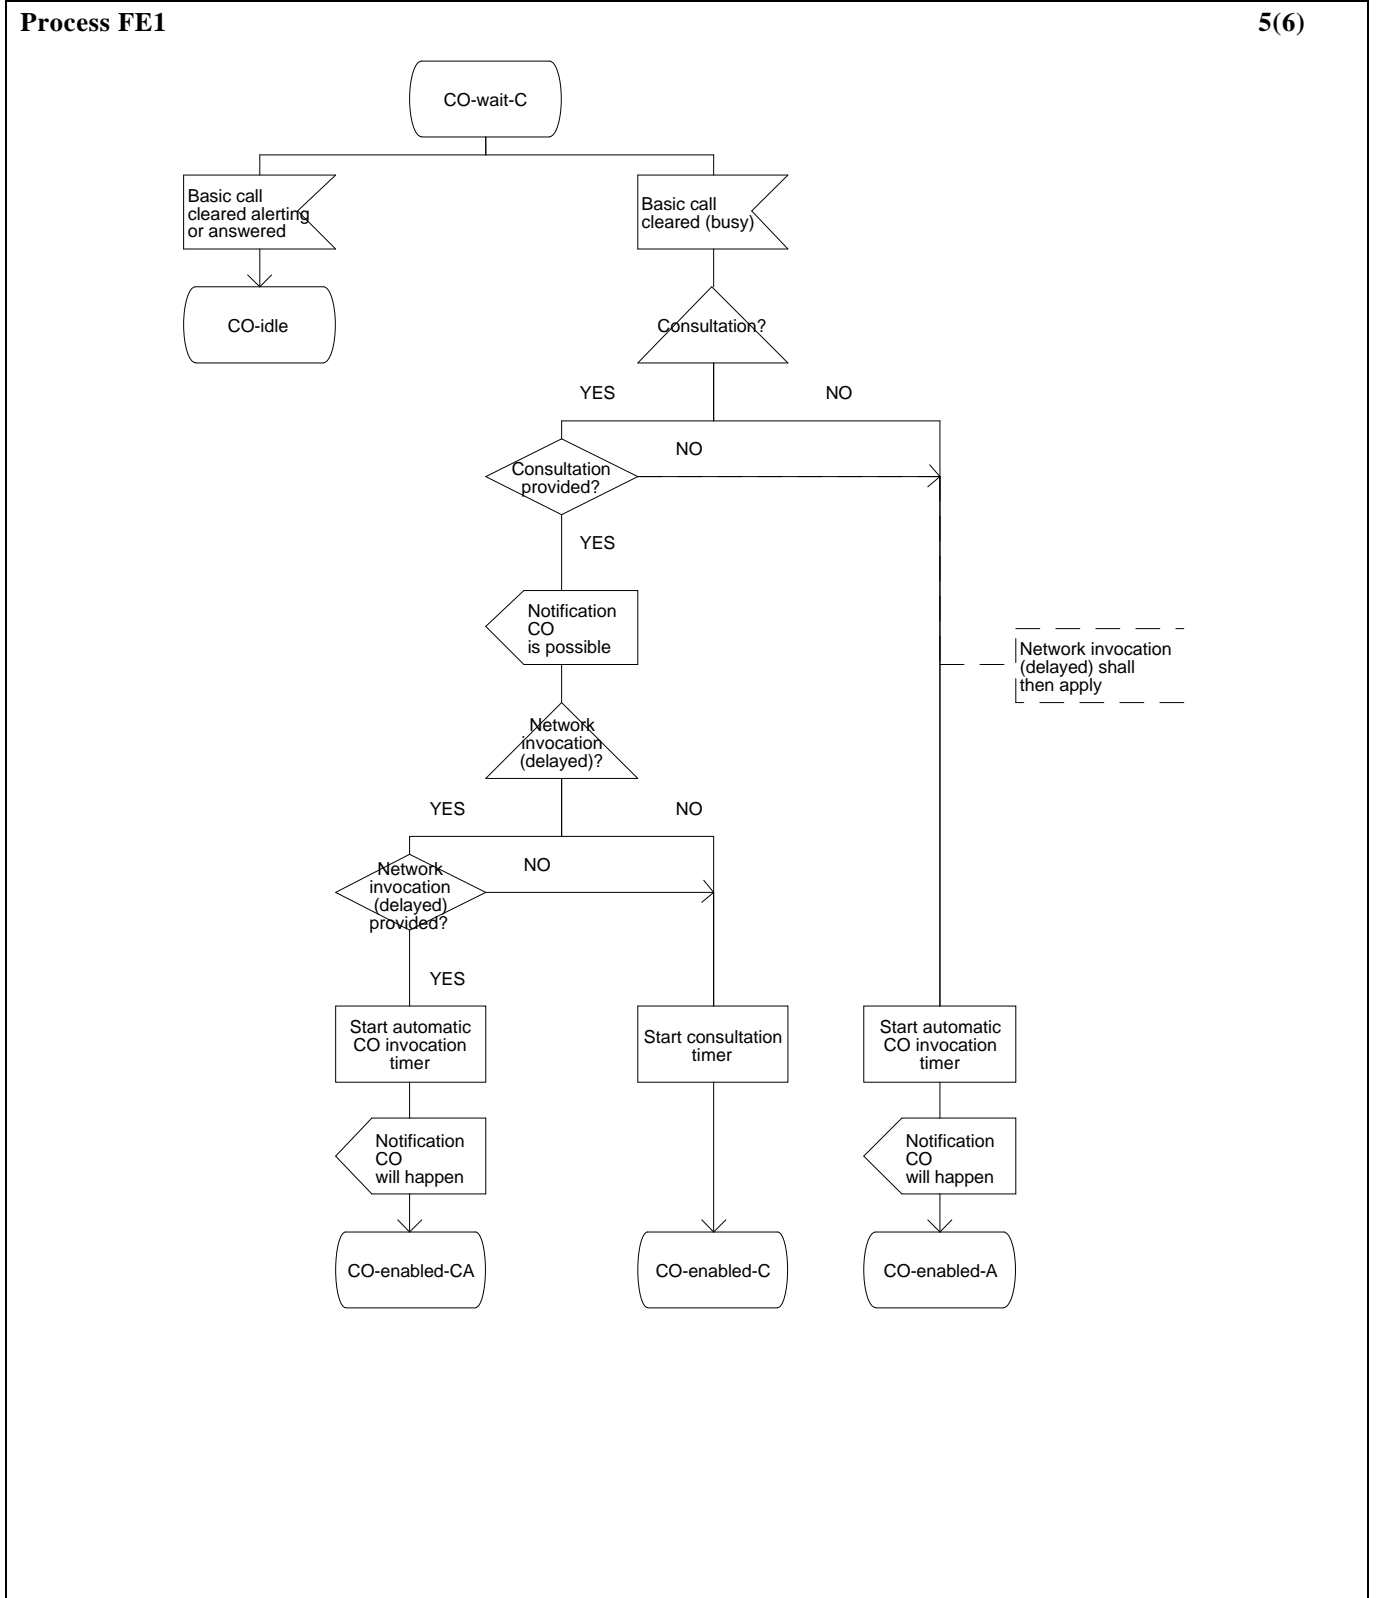 Process FE1
5(6)
CO-wait-C
Basic call
cleared alerting
or answered
Basic call
cleared (busy)
CO-idle
Consultation?
YES
NO
Consultation
provided?
NO
YES
Notification
CO
is possible
Network invocation
(delayed) shall
then apply
Network
invocation
(delayed)?
YES
NO
Network
invocation
(delayed)
provided?
NO
YES
Start automatic
CO invocation
timer
Start consultation
timer
Start automatic
CO invocation
timer
Notification
CO
will happen
Notification
CO
will happen
CO-enabled-CA
CO-enabled-C
CO-enabled-A